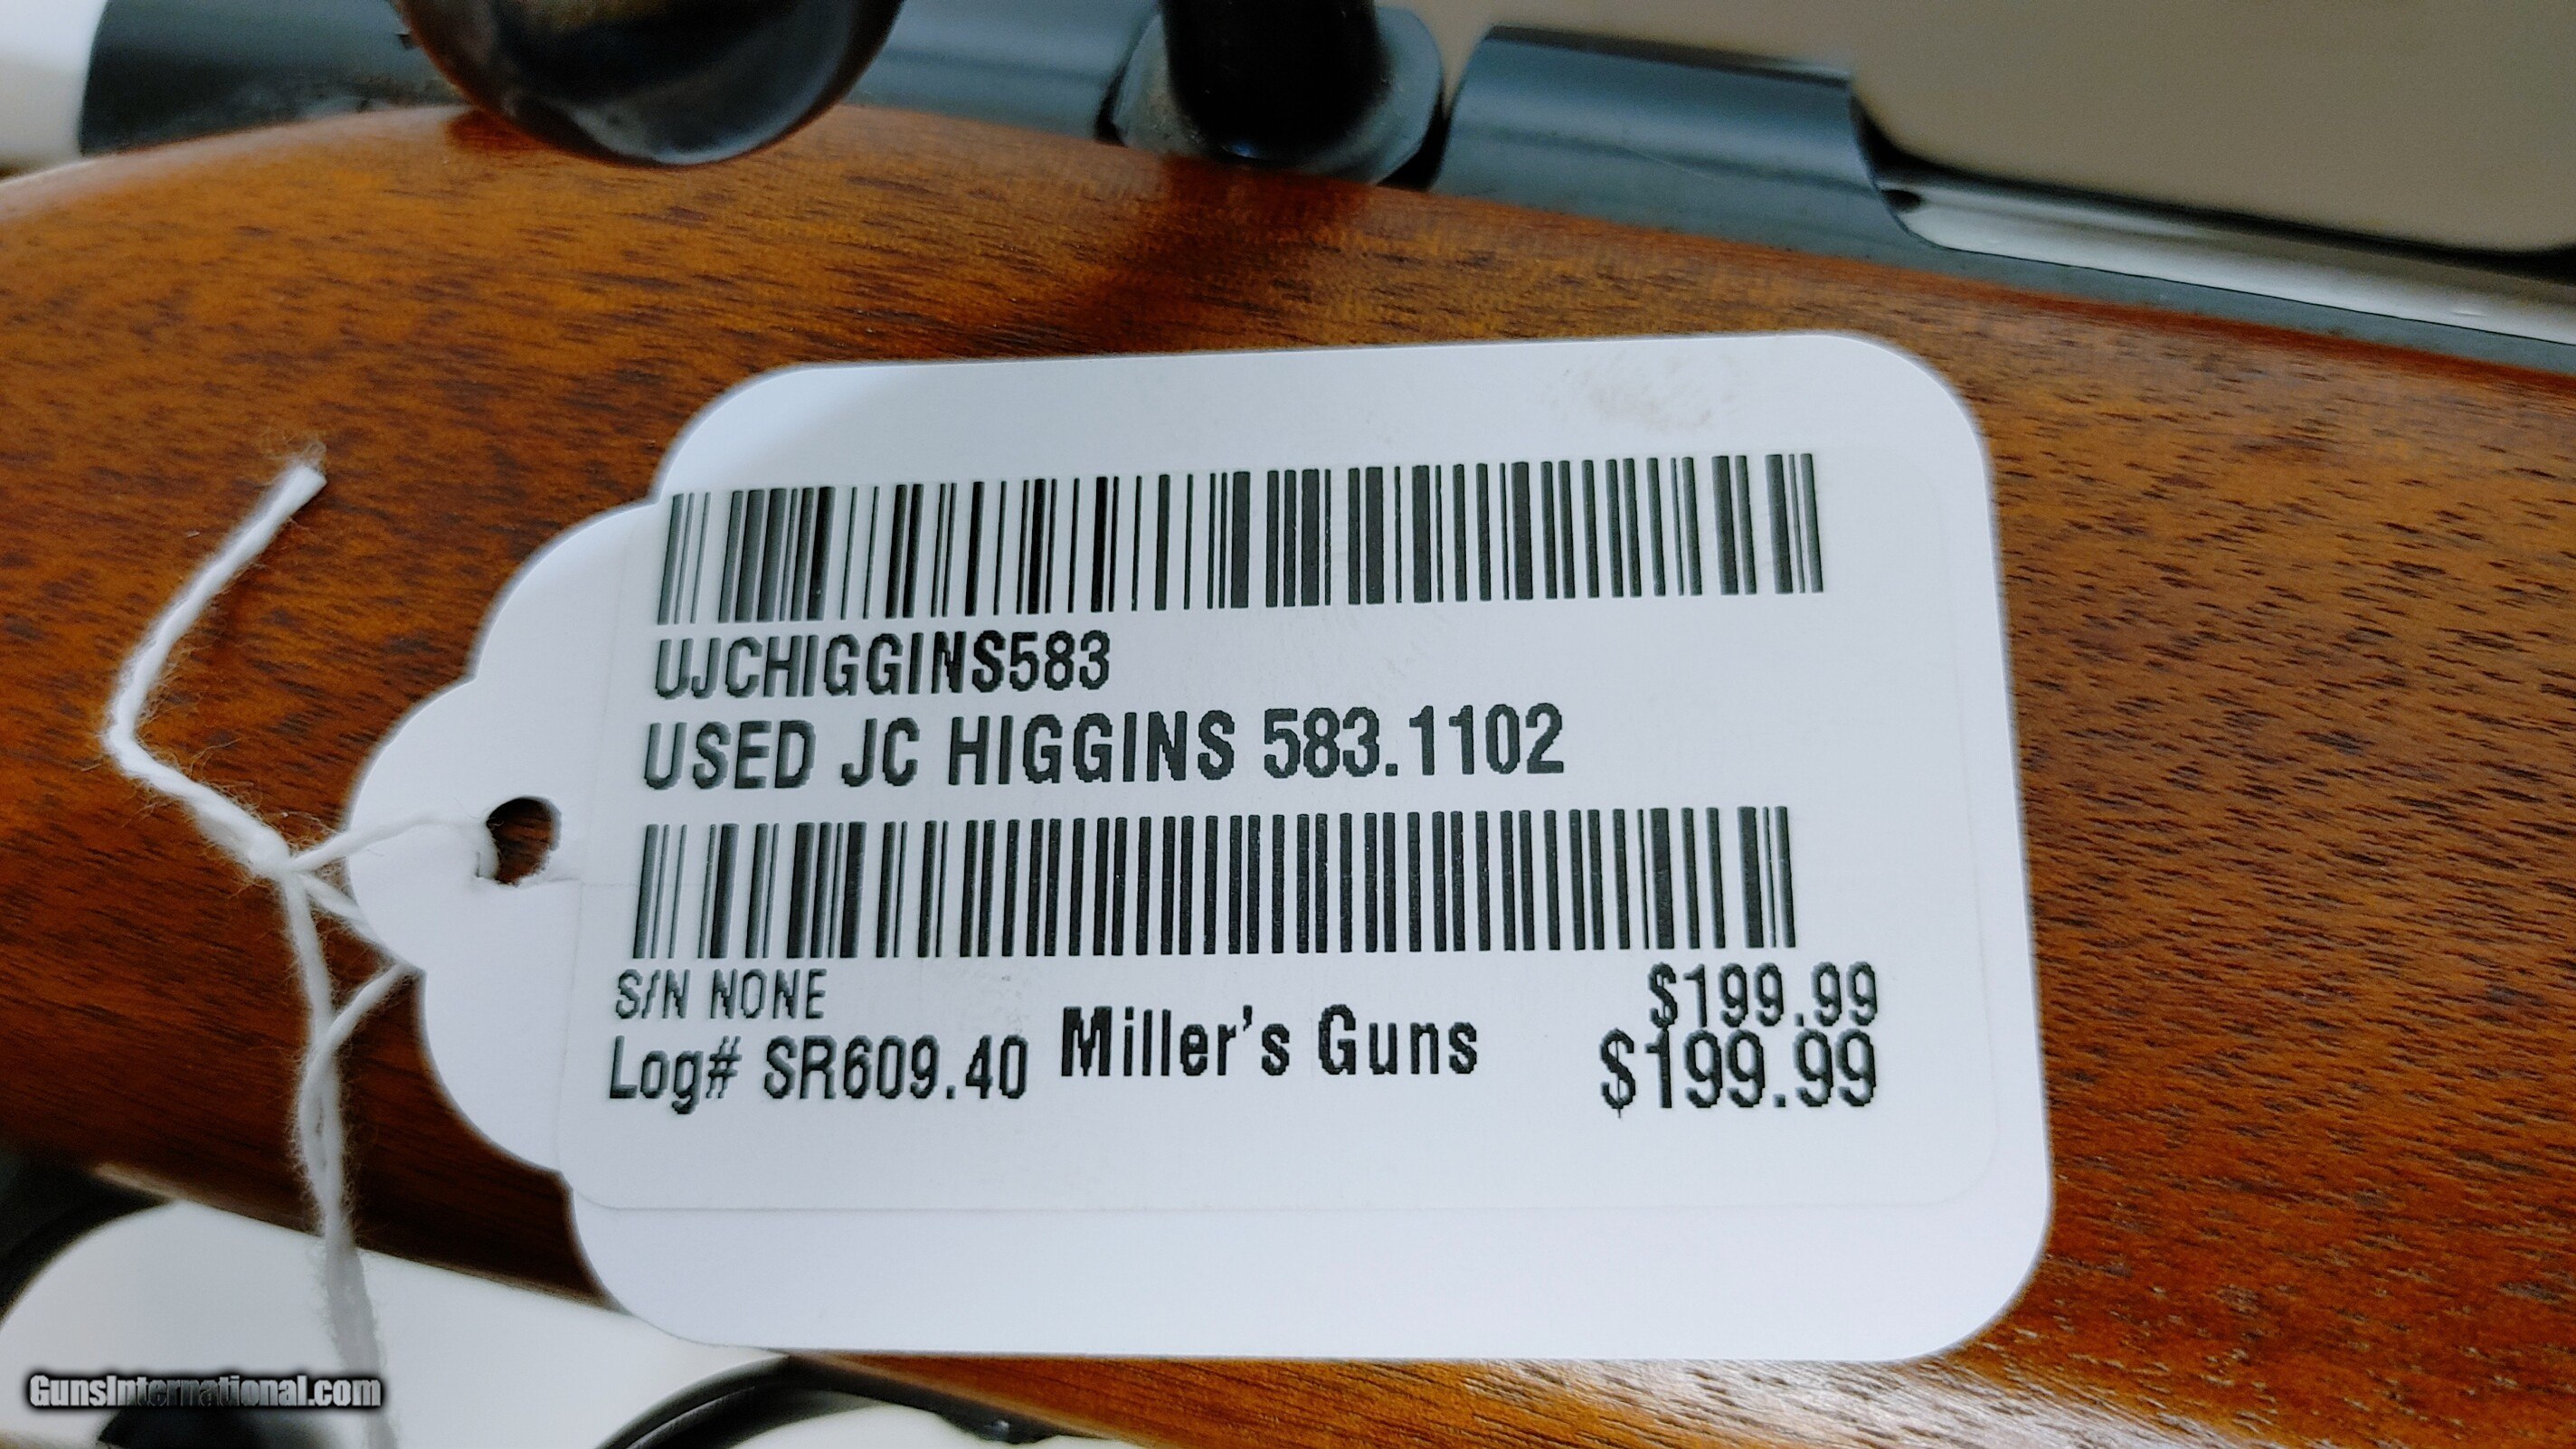 UJCHIGGINS583
USED JC HIGGINS 583.1102
S/N NONE
$199.99
Log# SR609.40
Miller's Guns
$199.99
GunsInternational.com